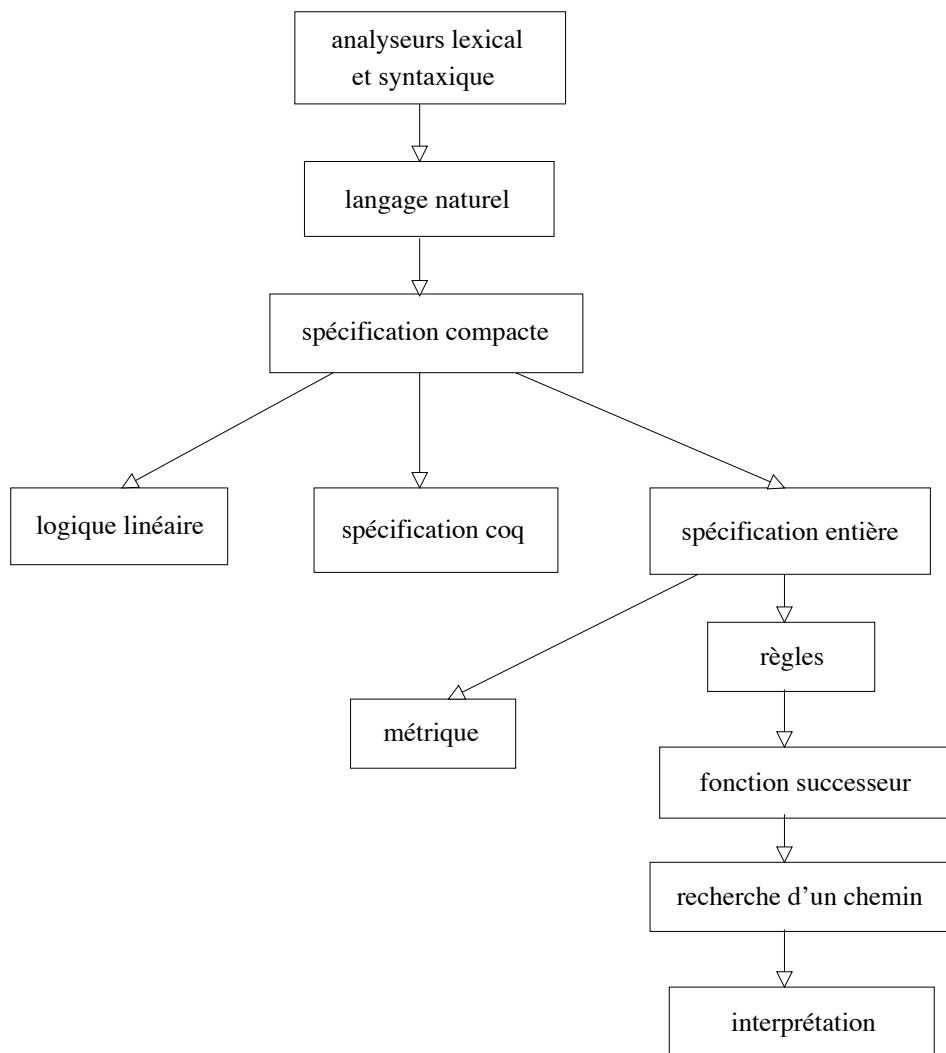 analyseurs lexical
et syntaxique
langage naturel
spécification compacte
logique linéaire
spécification coq
spécification entière
règles
métrique
fonction successeur
recherche d’un chemin
interprétation